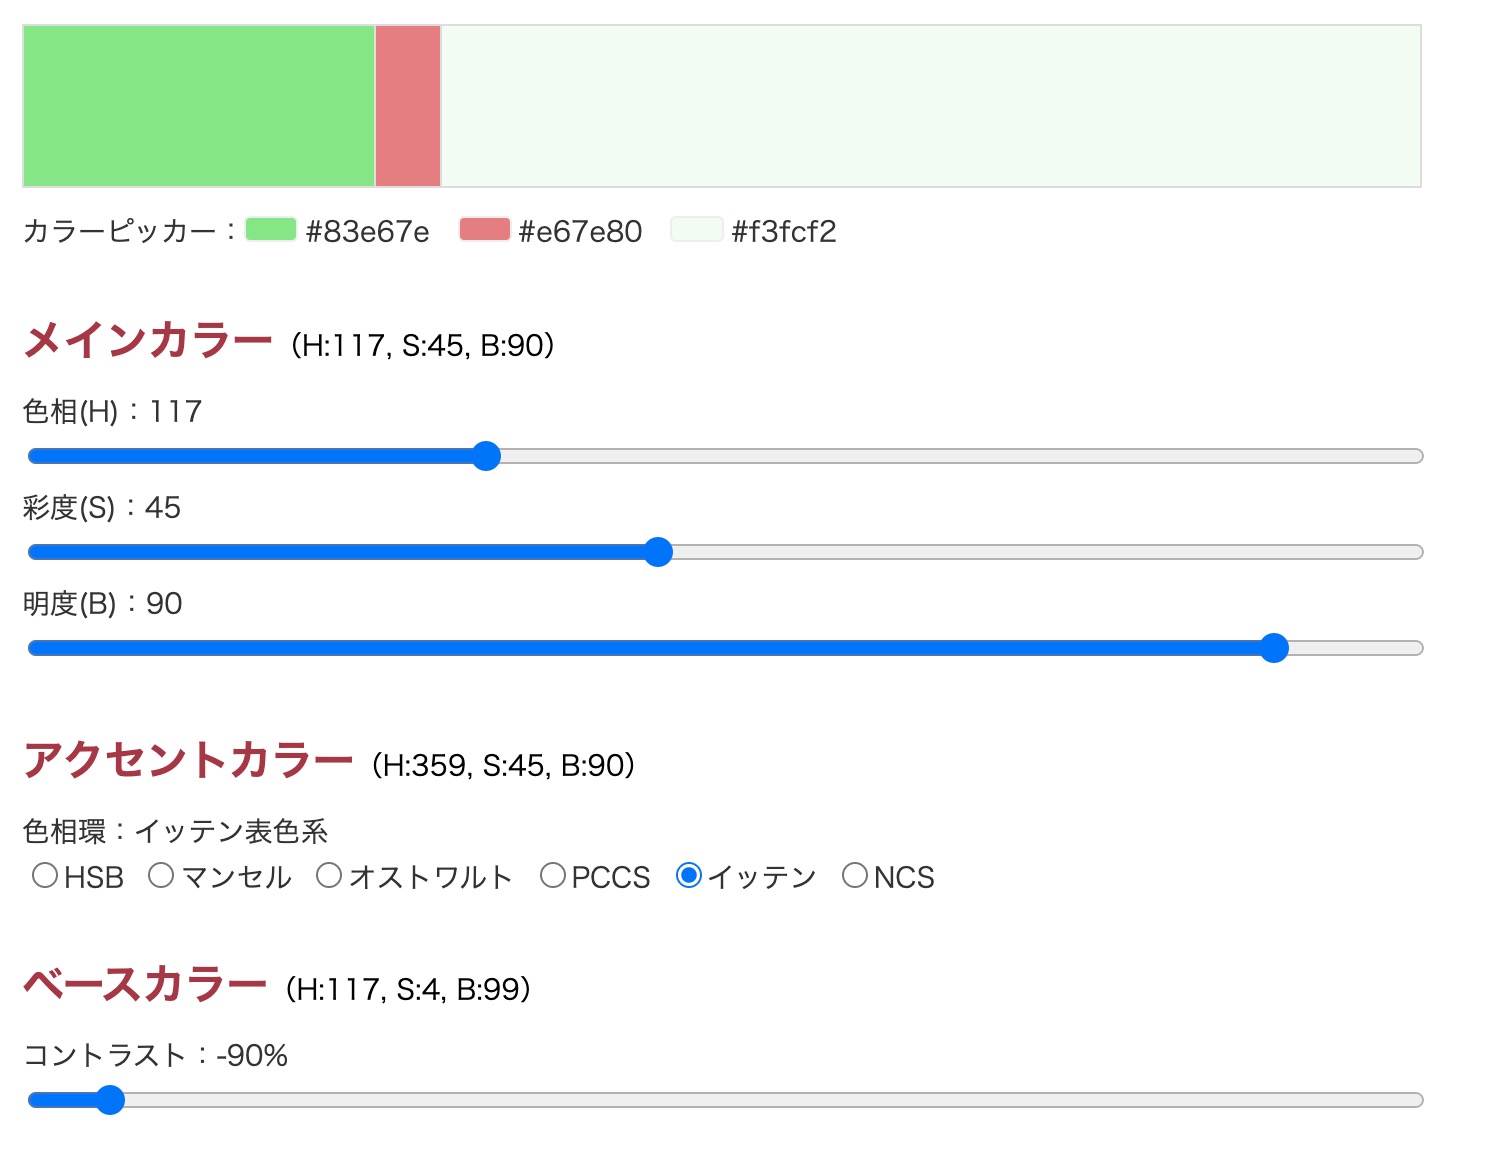 カラーピッカー： #83e67e #e67e80 #f3fcf2
メインカラー （H:117, S:45, B:90）
色相(H)：117
彩度(S)：45
明度(B)：90
アクセントカラー （H:359, S:45, B:90）
色相環：イッテン表色系
HSB マンセル オストワルト PCCS イッテン NCS
ベースカラー （H:117, S:4, B:99）
コントラスト：-90%